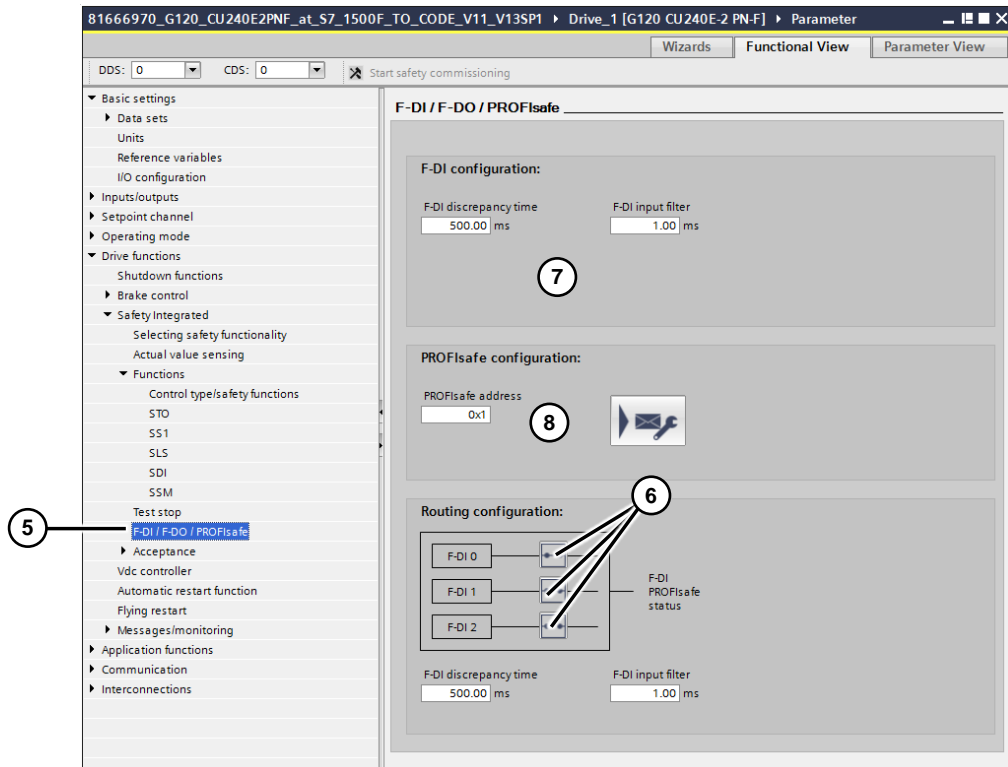 81666970_G120_CU240E2PNF_at_S7_1500F_TO_CODE_V11_V13SP1 ▸ Drive_1 [G120 CU240E-2 PN-F] ▸ Parameter
Wizards Functional View Parameter View
DDS: 0 CDS: 0 Start safety commissioning
Basic settings
Data sets
Units
Reference variables
I/O configuration
Inputs/outputs
Setpoint channel
Operating mode
Drive functions
Shutdown functions
Brake control
Safety Integrated
Selecting safety functionality
Actual value sensing
Functions
Control type/safety functions
STO
SS1
SLS
SDI
SSM
Test stop
5
F-DI / F-DO / PROFIsafe
Acceptance
Vdc controller
Automatic restart function
Flying restart
Messages/monitoring
Application functions
Communication
Interconnections
F-DI / F-DO / PROFIsafe
F-DI configuration:
F-DI discrepancy time F-DI input filter
500.00 ms 1.00 ms
7
PROFIsafe configuration:
PROFIsafe address
0x1
8
6
Routing configuration:
F-DI 0
F-DI 1
F-DI 2
F-DI
PROFIsafe
status
F-DI discrepancy time F-DI input filter
500.00 ms 1.00 ms